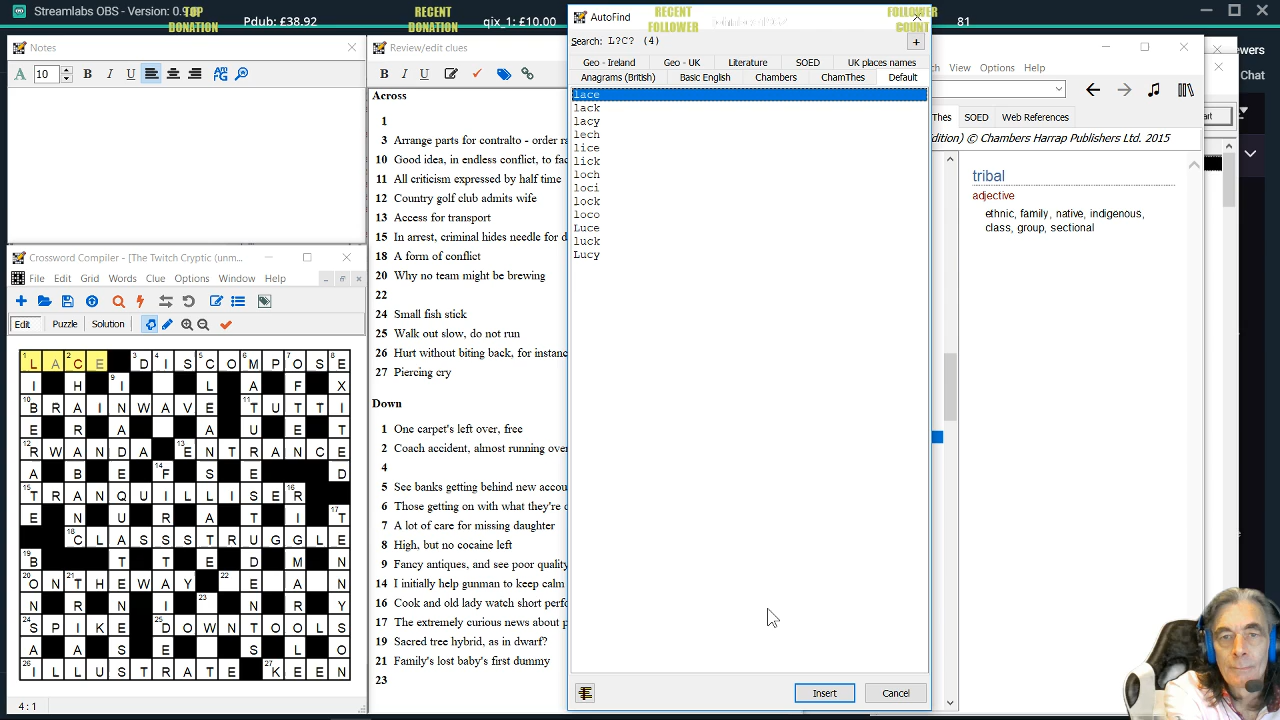 Streamlabs OBS - Version: 0.9
TOP DONATION
Pdub: £38.92
RECENT DONATION
qix_1: £10.00
RECENT FOLLOWER
FOLLOWER COUNT
81
Notes
10 B I U
Review/edit clues
B I U
Across
1
3 Arrange parts for contralto - order ra
10 Good idea, in endless conflict, to fac
11 All criticism expressed by half time
12 Country golf club admits wife
13 Access for transport
15 In arrest, criminal hides needle for d
18 A form of conflict
20 Why no team might be brewing
22
24 Small fish stick
25 Walk out slow, do not run
26 Hurt without biting back, for instanc
27 Piercing cry
Down
1 One carpet's left over, free
2 Coach accident, almost running over
4
5 See banks getting behind new accou
6 Those getting on with what they're d
7 A lot of care for missing daughter
8 High, but no cocaine left
9 Fancy antiques, and see poor quality
14 I initially help gunman to keep calm
16 Cook and old lady watch short perfo
17 The extremely curious news about p
19 Sacred tree hybrid, as in dwarf?
21 Family's lost baby's first dummy
23
Crossword Compiler - [The Twitch Cryptic (unm
File Edit Grid Words Clue Options Window Help
Edit Puzzle Solution
L A C E D I S C O M P O S E
I H I L A F X
B R A I N W A V E T U T T I
E R A A U E T
R W A N D A E N T R A N C E
A B E F S E D
T R A N Q U I L L I S E R
E N U R A T I T
C L A S S S T R U G G L E
B T T E D M N
O N T H E W A Y E A N
N R N I N R Y
S P I K E D O W N T O O L S
A A S E S L O
I L L U S T R A T E K E E N
4 : 1
AutoFind
Search: L?C? (4)
Geo - Ireland Geo - UK Literature SOED UK places names
Anagrams (British) Basic English Chambers ChamThes Default
lace
lack
lacy
lech
lice
lick
loch
loci
lock
loco
Luce
luck
Lucy
Insert
Cancel
View Options Help
Thes SOED Web References
dition) © Chambers Harrap Publishers Ltd. 2015
tribal
adjective
ethnic, family, native, indigenous,
class, group, sectional
ewers
Chat
art